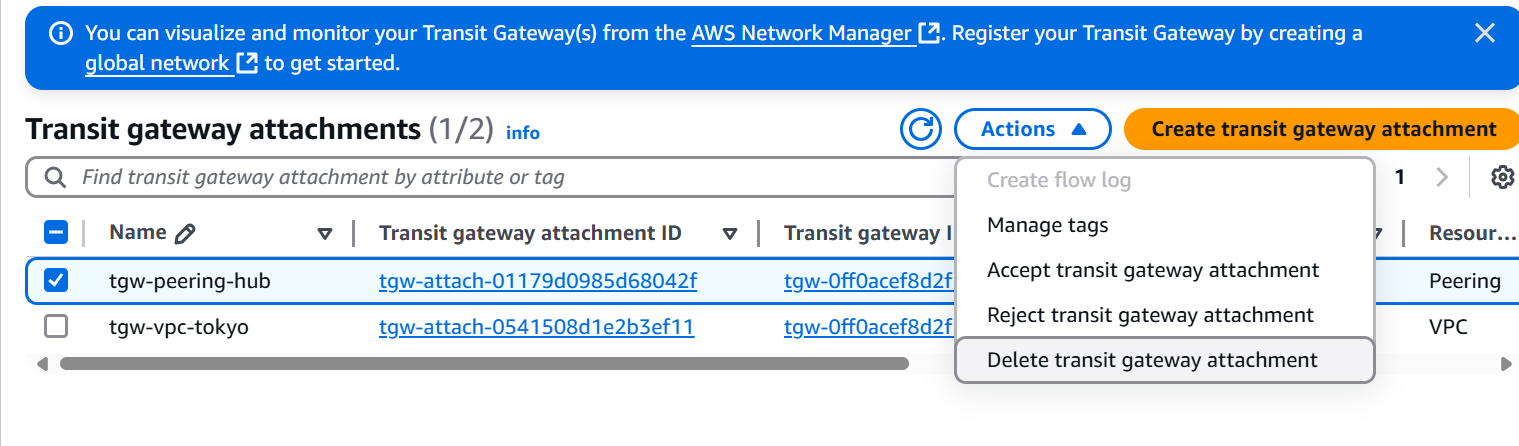 You can visualize and monitor your Transit Gateway(s) from the AWS Network Manager. Register your Transit Gateway by creating a
global network to get started.
Transit gateway attachments (1/2) info
Actions
Create transit gateway attachment
Find transit gateway attachment by attribute or tag
1
Create flow log
Manage tags
Accept transit gateway attachment
Reject transit gateway attachment
Delete transit gateway attachment
Name Transit gateway attachment ID Transit gateway I Resour...
tgw-peering-hub tgw-attach-01179d0985d68042f tgw-0ff0acef8d2f Peering
tgw-vpc-tokyo tgw-attach-0541508d1e2b3ef11 tgw-0ff0acef8d2f VPC